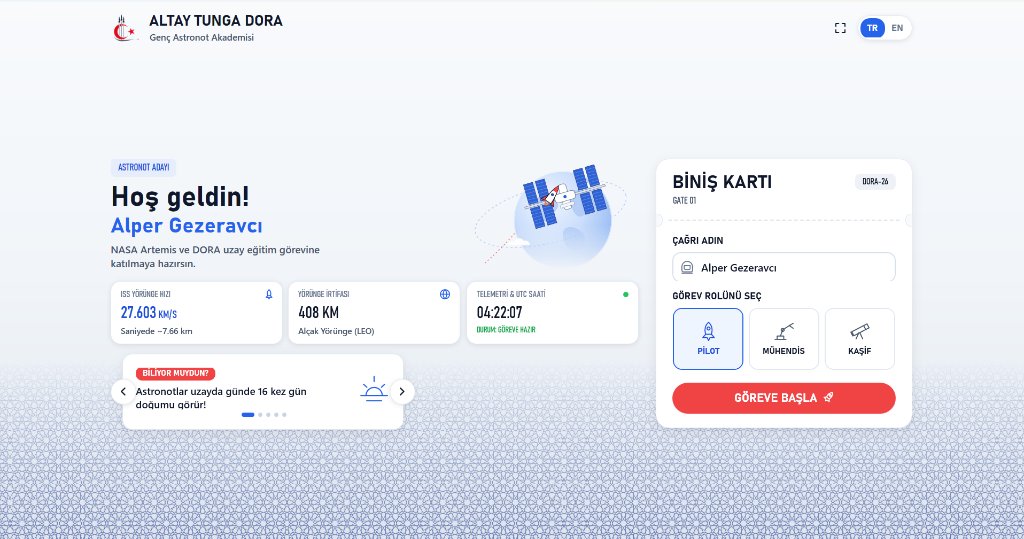 ALTAY TUNGA DORA
Genç Astronot Akademisi
TR EN
ASTRONOT ADAYI
Hoş geldin!
Alper Gezeravcı
NASA Artemis ve DORA uzay eğitim görevine
katılmaya hazırsın.
ISS YÖRÜNGE HIZI
27.603 KM/S
Saniyede ~7.66 km
YÖRÜNGE İRTİFASI
408 KM
Alçak Yörünge (LEO)
TELEMETRİ & UTC SAATİ
04:22:07
DURUM: GÖREVE HAZIR
BİLİYOR MUYDUN?
Astronotlar uzayda günde 16 kez gün
doğumu görür!
BİNİŞ KARTI
DORA-26
GATE 01
ÇAĞRI ADIN
Alper Gezeravcı
GÖREV ROLÜNÜ SEÇ
PİLOT
MÜHENDİS
KAŞİF
GÖREVE BAŞLA